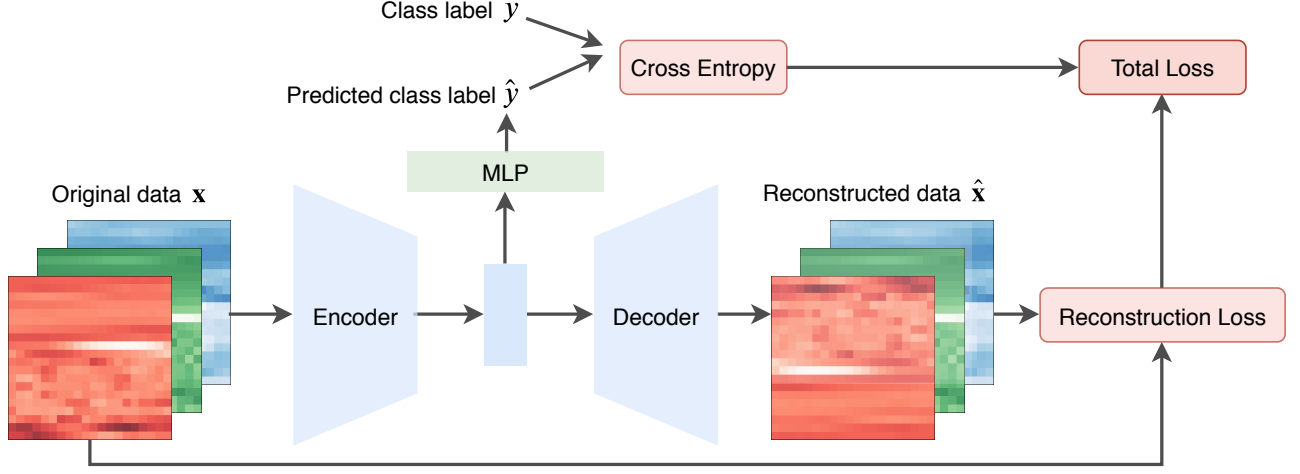 Class label y
Cross Entropy
Total Loss
Predicted class label ŷ
MLP
Original data x
Reconstructed data x̂
Encoder
Decoder
Reconstruction Loss